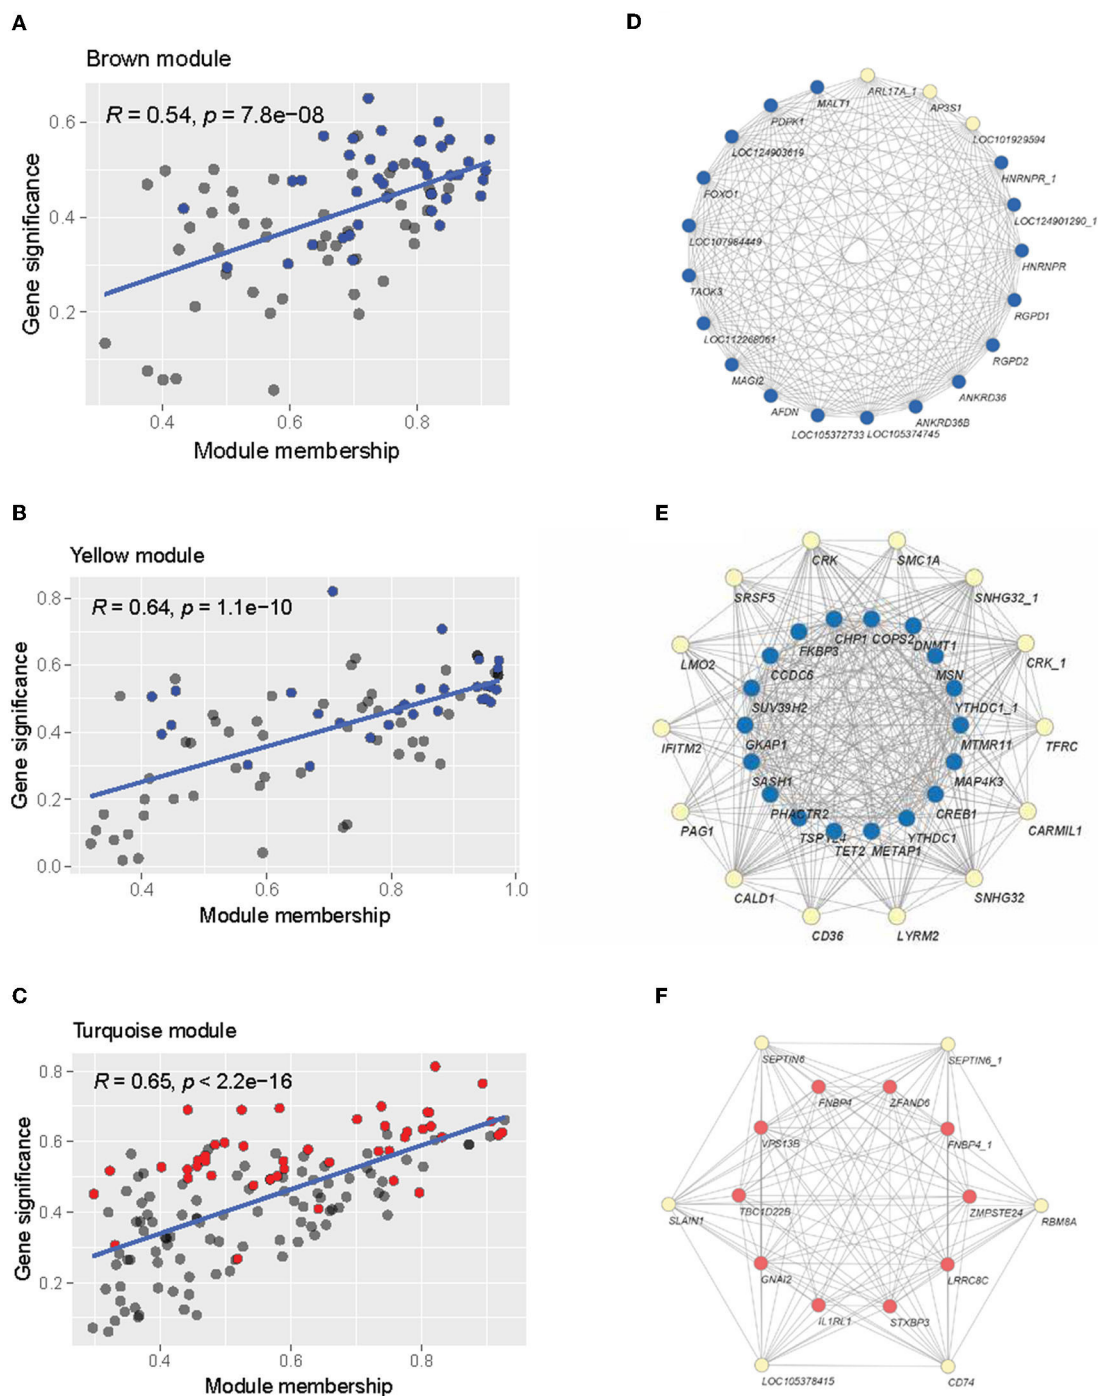 A
Brown module
R = 0.54, p = 7.8e−08
0.6
0.4
0.2
Gene significance
0.4
0.6
0.8
Module membership
D
ARL17A_1
AP3S1
LOC101929594
HNRNPR_1
LOC124901290_1
HNRNPR
RGPD1
RGPD2
ANKRD36
ANKRD36B
LOC105374745
LOC105372733
AFDN
MAGI2
LOC112268061
TAOK3
LOC107984449
FOXO1
LOC124903619
PDPK1
MALT1
B
Yellow module
R = 0.64, p = 1.1e−10
0.8
0.6
0.4
0.2
0.0
Gene significance
0.4
0.6
0.8
1.0
Module membership
E
CRK
SMC1A
SRSF5
SNHG32_1
LMO2
CRK_1
IFITM2
TFRC
PAG1
CARMIL1
CALD1
SNHG32
CD36
LYRM2
CHP1
COPS2
DNMT1
FKBP3
MSN
CCDC6
YTHDC1_1
SUV39H2
MTMR11
GKAP1
MAP4K3
SASH1
CREB1
PHACTR2
YTHDC1
TET2
METAP1
C
Turquoise module
R = 0.65, p < 2.2e−16
0.8
0.6
0.4
0.2
Gene significance
0.4
0.6
0.8
Module membership
F
SEPTIN6
SEPTIN6_1
FNBP4
ZFAND6
VPS13B
FNBP4_1
TBC1D22B
ZMPSTE24
SLAIN1
RBM8A
GNAI2
LRRC8C
IL1RL1
STXBP3
LOC105378415
CD74